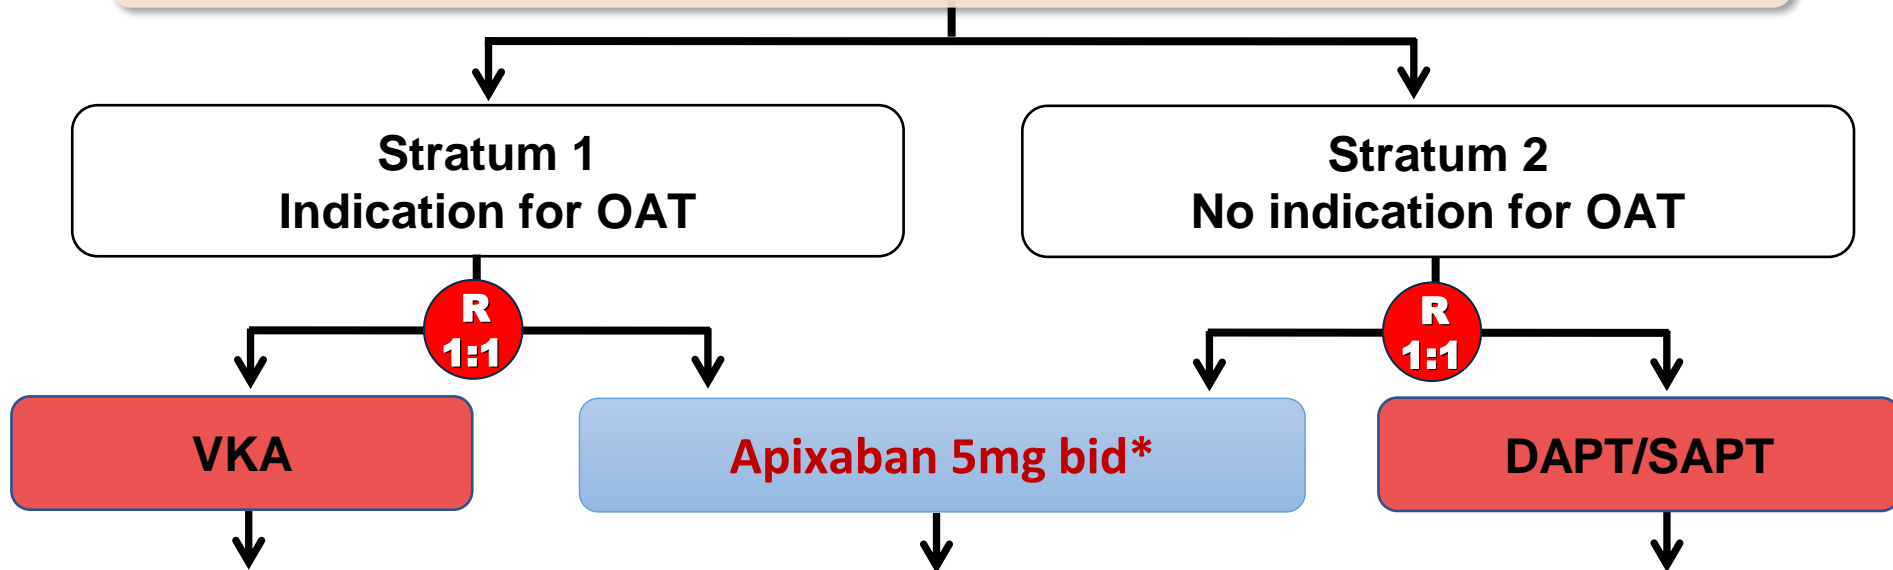 Stratum 1
Indication for OAT
Stratum 2
No indication for OAT
R
1:1
R
1:1
VKA
Apixaban 5mg bid*
DAPT/SAPT